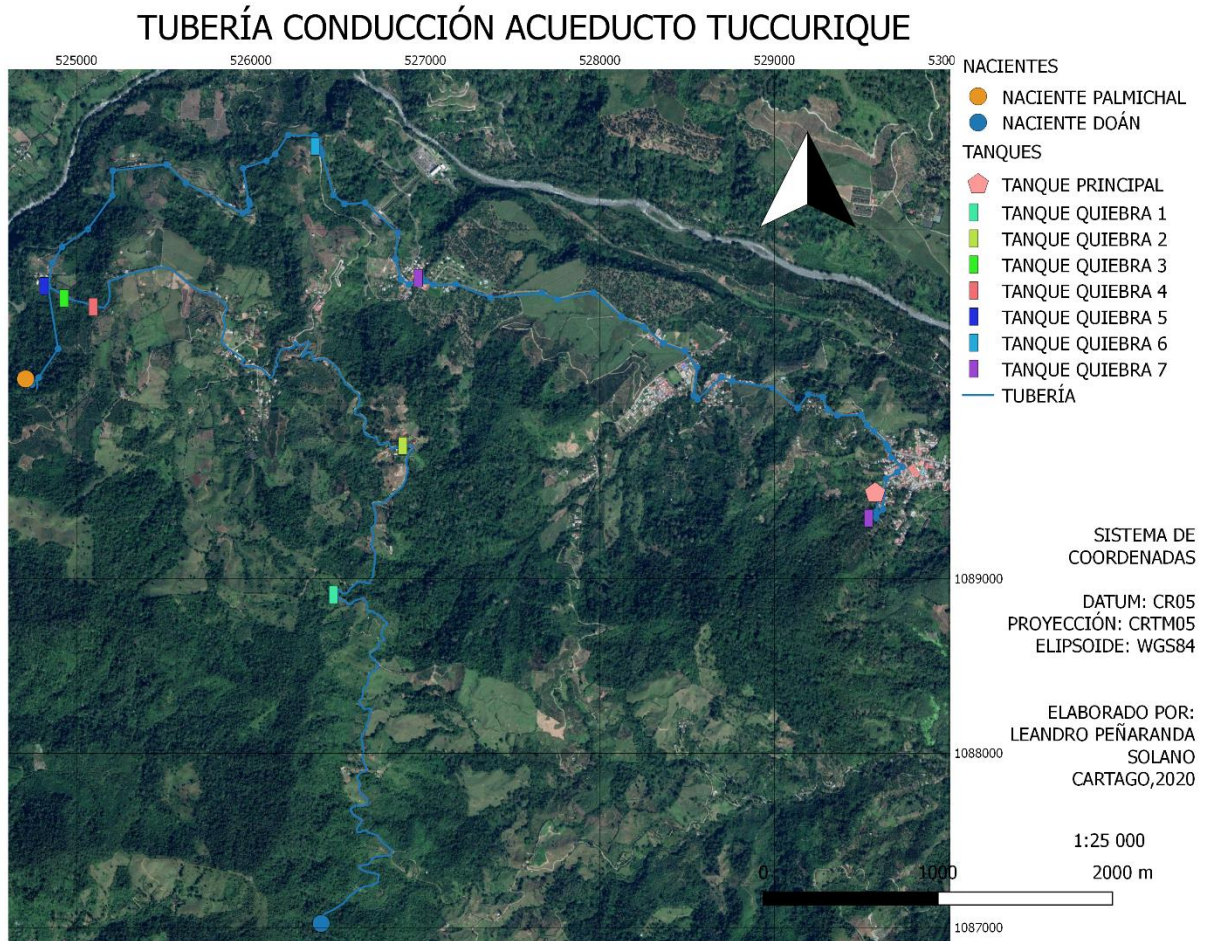 TUBERÍA CONDUCCIÓN ACUEDUCTO TUCCURIQUE
525000 526000 527000 528000 529000 5300
NACIENTES
NACIENTE PALMICHAL
NACIENTE DOÁN
TANQUES
TANQUE PRINCIPAL
TANQUE QUIEBRA 1
TANQUE QUIEBRA 2
TANQUE QUIEBRA 3
TANQUE QUIEBRA 4
TANQUE QUIEBRA 5
TANQUE QUIEBRA 6
TANQUE QUIEBRA 7
TUBERÍA
SISTEMA DE
COORDENADAS
1089000
DATUM: CR05
PROYECCIÓN: CRTM05
ELIPSOIDE: WGS84
ELABORADO POR:
LEANDRO PEÑARANDA
SOLANO
CARTAGO,2020
1088000
1:25 000
0 1000 2000 m
1087000